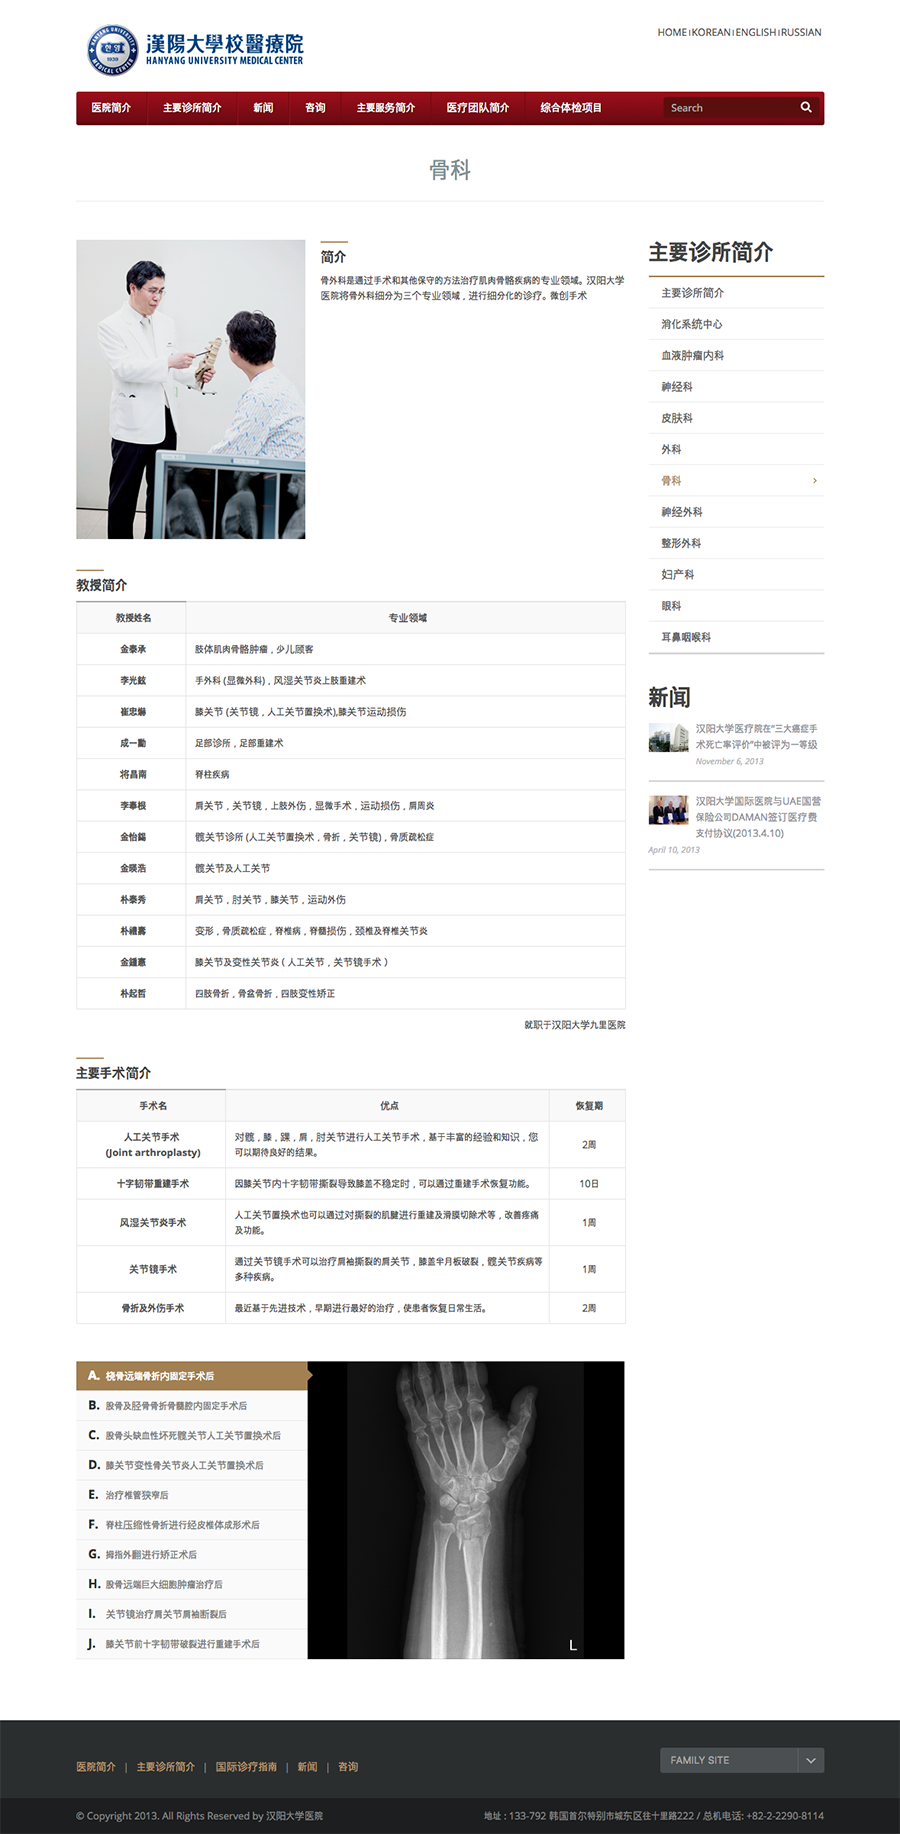 HOME | KOREAN | ENGLISH | RUSSIAN
漢陽大學校醫療院
HANYANG UNIVERSITY MEDICAL CENTER
HANYANG UNIVERSITY
한양
1939
MEDICAL CENTER
医院简介 主要诊所简介 新闻 咨询 主要服务简介 医疗团队简介 综合体检项目 Search
骨科
简介
骨外科是通过手术和其他保守的方法治疗肌肉骨骼疾病的专业领域。汉阳大学
医院将骨外科细分为三个专业领域，进行细分化的诊疗。微创手术
主要诊所简介
主要诊所简介
消化系统中心
血液肿瘤内科
神经科
皮肤科
外科
骨科
神经外科
整形外科
妇产科
眼科
耳鼻咽喉科
新闻
汉阳大学医疗院在“三大癌症手
术死亡率评价”中被评为一等级
November 6, 2013
汉阳大学国际医院与UAE国营
保险公司DAMAN签订医疗费
支付协议(2013.4.10)
April 10, 2013
教授简介
教授姓名 专业领域
金泰承 肢体肌肉骨骼肿瘤，少儿顾客
李光鉉 手外科 (显微外科)，风湿关节炎上肢重建术
崔忠爀 膝关节 (关节镜，人工关节置换术),膝关节运动损伤
成一勳 足部诊所，足部重建术
将昌南 脊柱疾病
李奉根 肩关节，关节镜，上肢外伤，显微手术，运动损伤，肩周炎
金怡錫 髋关节诊所 (人工关节置换术，骨折，关节镜)，骨质疏松症
金暎浩 髋关节及人工关节
朴泰秀 肩关节，肘关节，膝关节，运动外伤
朴禮壽 变形，骨质疏松症，脊椎病，脊髓损伤，颈椎及脊椎关节炎
金鍾憲 膝关节及变性关节炎（人工关节，关节镜手术）
朴起哲 四肢骨折，骨盆骨折，四肢变性矫正
就职于汉阳大学九里医院
主要手术简介
手术名 优点 恢复期
人工关节手术
(Joint arthroplasty) 对髋，膝，踝，肩，肘关节进行人工关节手术，基于丰富的经验和知识，您
可以期待良好的结果。 2周
十字韧带重建手术 因膝关节内十字韧带撕裂导致膝盖不稳定时，可以通过重建手术恢复功能。 10日
风湿关节炎手术 人工关节置换术也可以通过对撕裂的肌腱进行重建及滑膜切除术等，改善疼痛
及功能。 1周
关节镜手术 通过关节镜手术可以治疗肩袖撕裂的肩关节，膝盖半月板破裂，髋关节疾病等
多种疾病。 1周
骨折及外伤手术 最近基于先进技术，早期进行最好的治疗，使患者恢复日常生活。 2周
A. 桡骨远端骨折内固定手术后
B. 股骨及胫骨骨折骨髓腔内固定手术后
C. 股骨头缺血性坏死髋关节人工关节置换术后
D. 膝关节变性骨关节炎人工关节置换术后
E. 治疗椎管狭窄后
F. 脊柱压缩性骨折进行经皮椎体成形术后
G. 拇指外翻进行矫正术后
H. 股骨远端巨大细胞肿瘤治疗后
I. 关节镜治疗肩关节肩袖断裂后
J. 膝关节前十字韧带破裂进行重建手术后
L
医院简介 | 主要诊所简介 | 国际诊疗指南 | 新闻 | 咨询
FAMILY SITE
© Copyright 2013. All Rights Reserved by 汉阳大学医院
地址 : 133-792 韩国首尔特别市城东区往十里路222 / 总机电话: +82-2-2290-8114